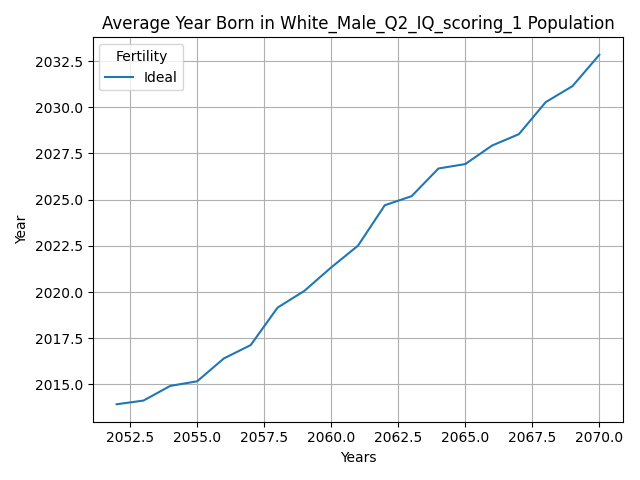 Average Year Born in White_Male_Q2_IQ_scoring_1 Population
Fertility
Ideal
2032.5
2030.0
2027.5
2025.0
2022.5
2020.0
2017.5
2015.0
Year
2052.5 2055.0 2057.5 2060.0 2062.5 2065.0 2067.5 2070.0
Years